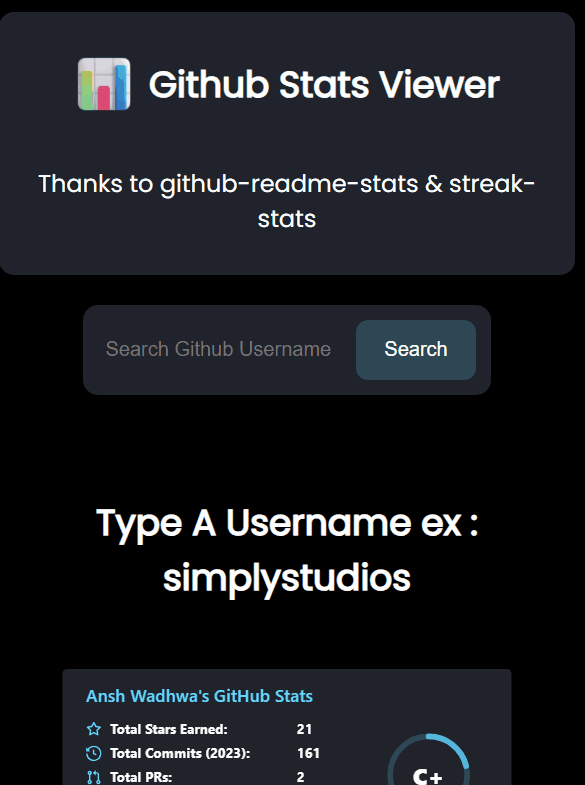 Github Stats Viewer
Thanks to github-readme-stats & streak-
stats
Search Github Username
Search
Type A Username ex :
simplystudios
Ansh Wadhwa's GitHub Stats
Total Stars Earned: 21
Total Commits (2023): 161
Total PRs: 2
C+